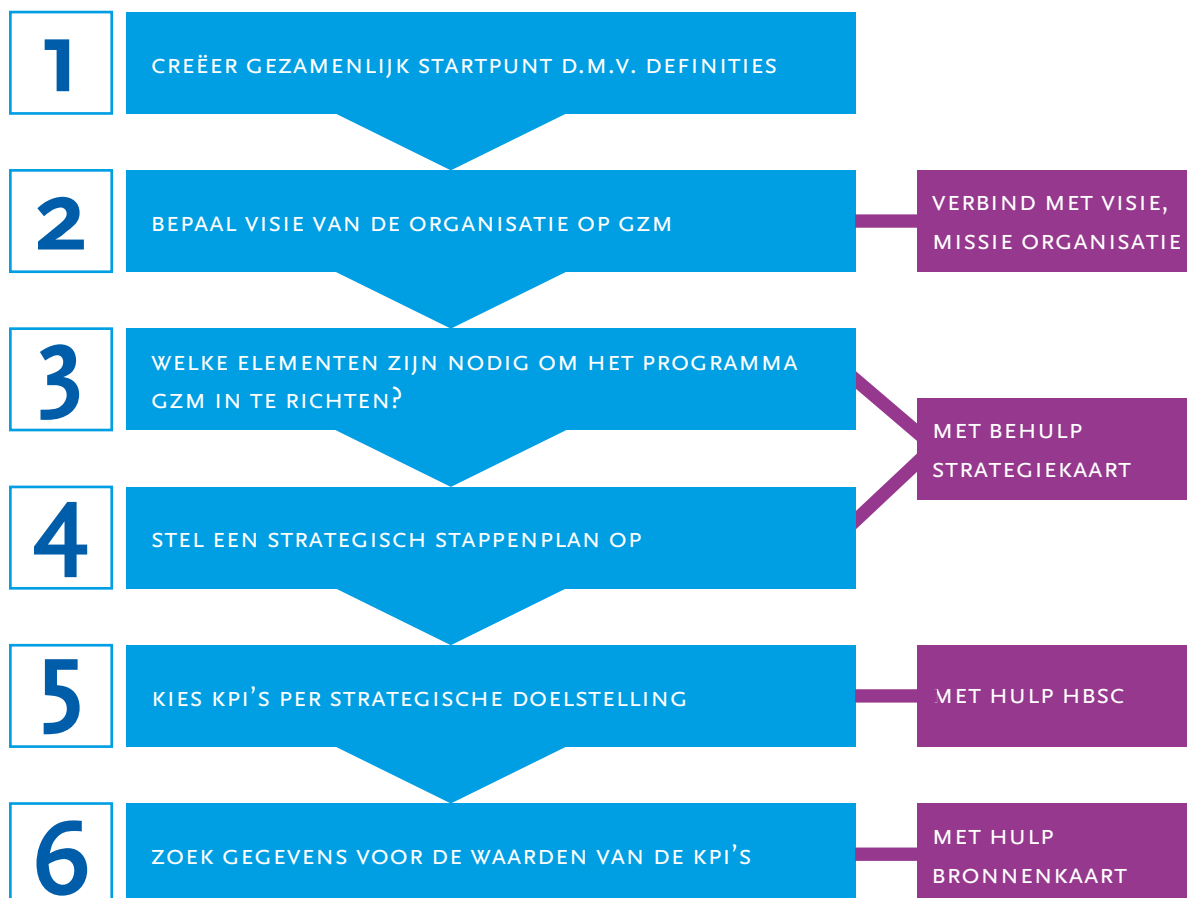 1
CREËER GEZAMENLIJK STARTPUNT D.M.V. DEFINITIES
2
BEPAAL VISIE VAN DE ORGANISATIE OP GZM
VERBIND MET VISIE,
MISSIE ORGANISATIE
3
WELKE ELEMENTEN ZIJN NODIG OM HET PROGRAMMA
GZM IN TE RICHTEN?
MET BEHULP
STRATEGIEKAART
4
STEL EEN STRATEGISCH STAPPENPLAN OP
5
KIES KPI'S PER STRATEGISCHE DOELSTELLING
MET HULP HBSC
6
ZOEK GEGEVENS VOOR DE WAARDEN VAN DE KPI'S
MET HULP
BRONNENKAART